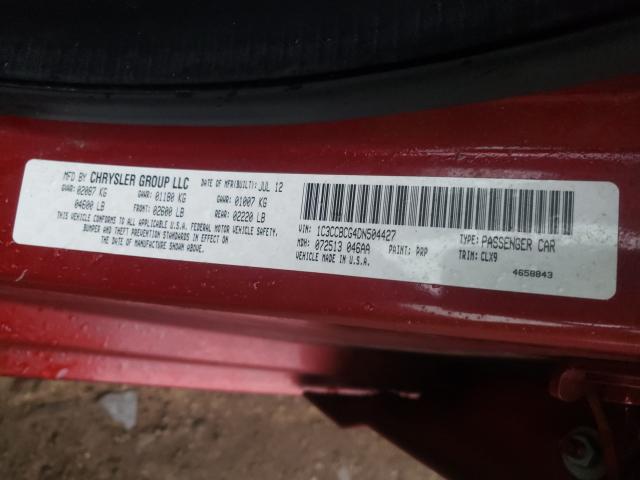 MFD BY CHRYSLER GROUP LLC DATE OF MFR(BUILT): JUL 12
GVWR: 02087 KG GAWR: 01180 KG GAWR: 01007 KG
04600 LB FRONT: 02600 LB REAR: 02220 LB
THIS VEHICLE CONFORMS TO ALL APPLICABLE U.S.A. FEDERAL MOTOR VEHICLE SAFETY,
BUMPER AND THEFT PREVENTION STANDARDS IN EFFECT ON
THE DATE OF MANUFACTURE SHOWN ABOVE.
VIN: 1C3CCBCG4DN504427 TYPE: PASSENGER CAR
MDH: 072513 046AA PAINT: PRP TRIM: CLX9
VEHICLE MADE IN U.S.A. 4658843